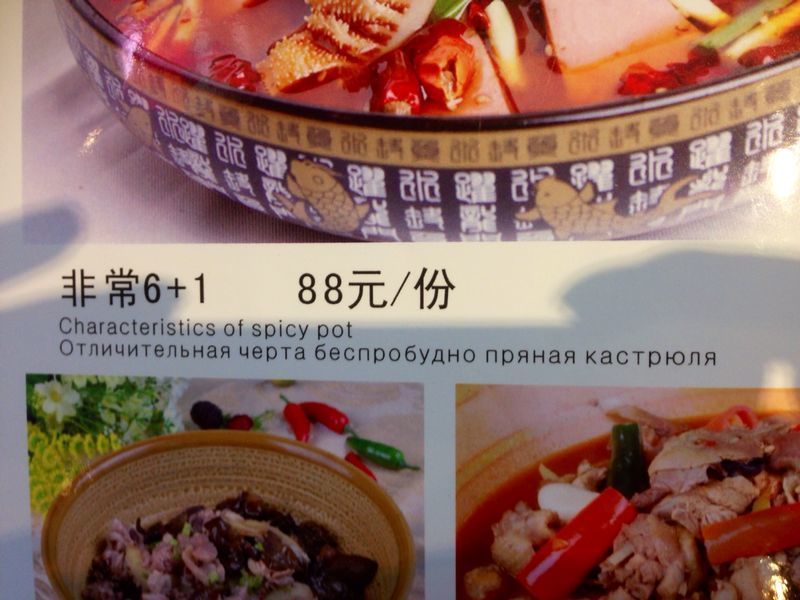 非常6+1 88元/份
Characteristics of spicy pot
Отличительная черта беспробудно пряная кастрюля